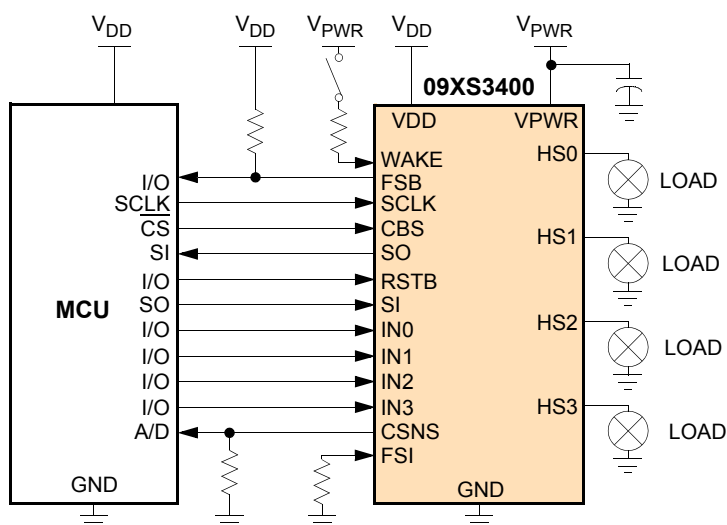 VDD
VDD
VPWR
VDD
VPWR
09XS3400
VDD
VPWR
WAKE
HS0
LOAD
I/O
FSB
SCLK
SCLK
CS
CBS
HS1
LOAD
SI
SO
I/O
RSTB
MCU
SO
SI
HS2
LOAD
I/O
IN0
I/O
IN1
I/O
IN2
I/O
IN3
HS3
LOAD
A/D
CSNS
FSI
GND
GND